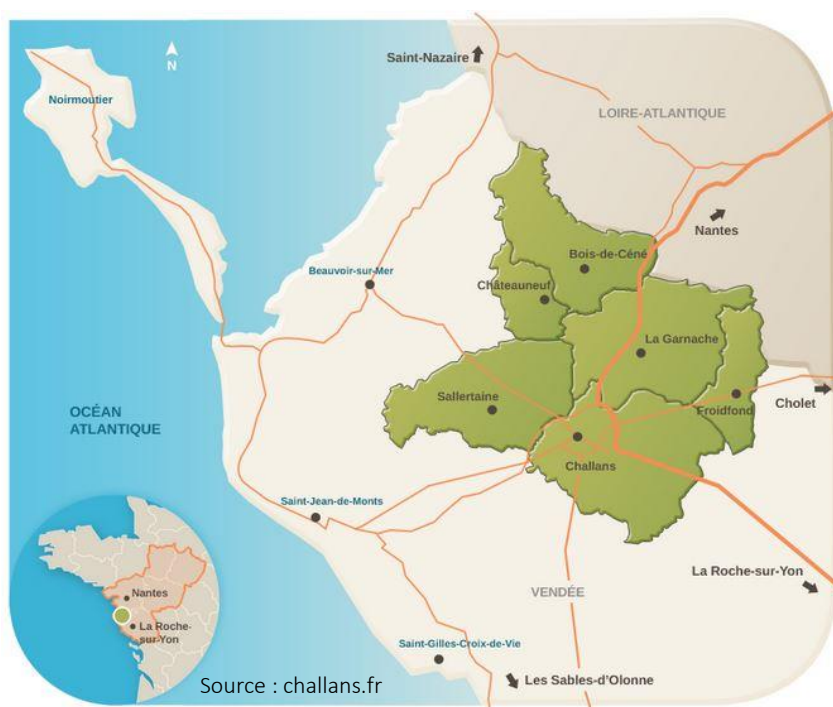 Saint-Nazaire
N
Noirmoutier
LOIRE-ATLANTIQUE
Nantes
Bois-de-Céné
Beauvoir-sur-Mer
Châteauneuf
La Garnache
Sallertaine
Froidfond
Cholet
OCÉAN
ATLANTIQUE
Challans
Saint-Jean-de-Monts
La Roche-sur-Yon
VENDÉE
Nantes
La Roche-
sur-Yon
Saint-Gilles-Croix-de-Vie
Les Sables-d'Olonne
Source : challans.fr